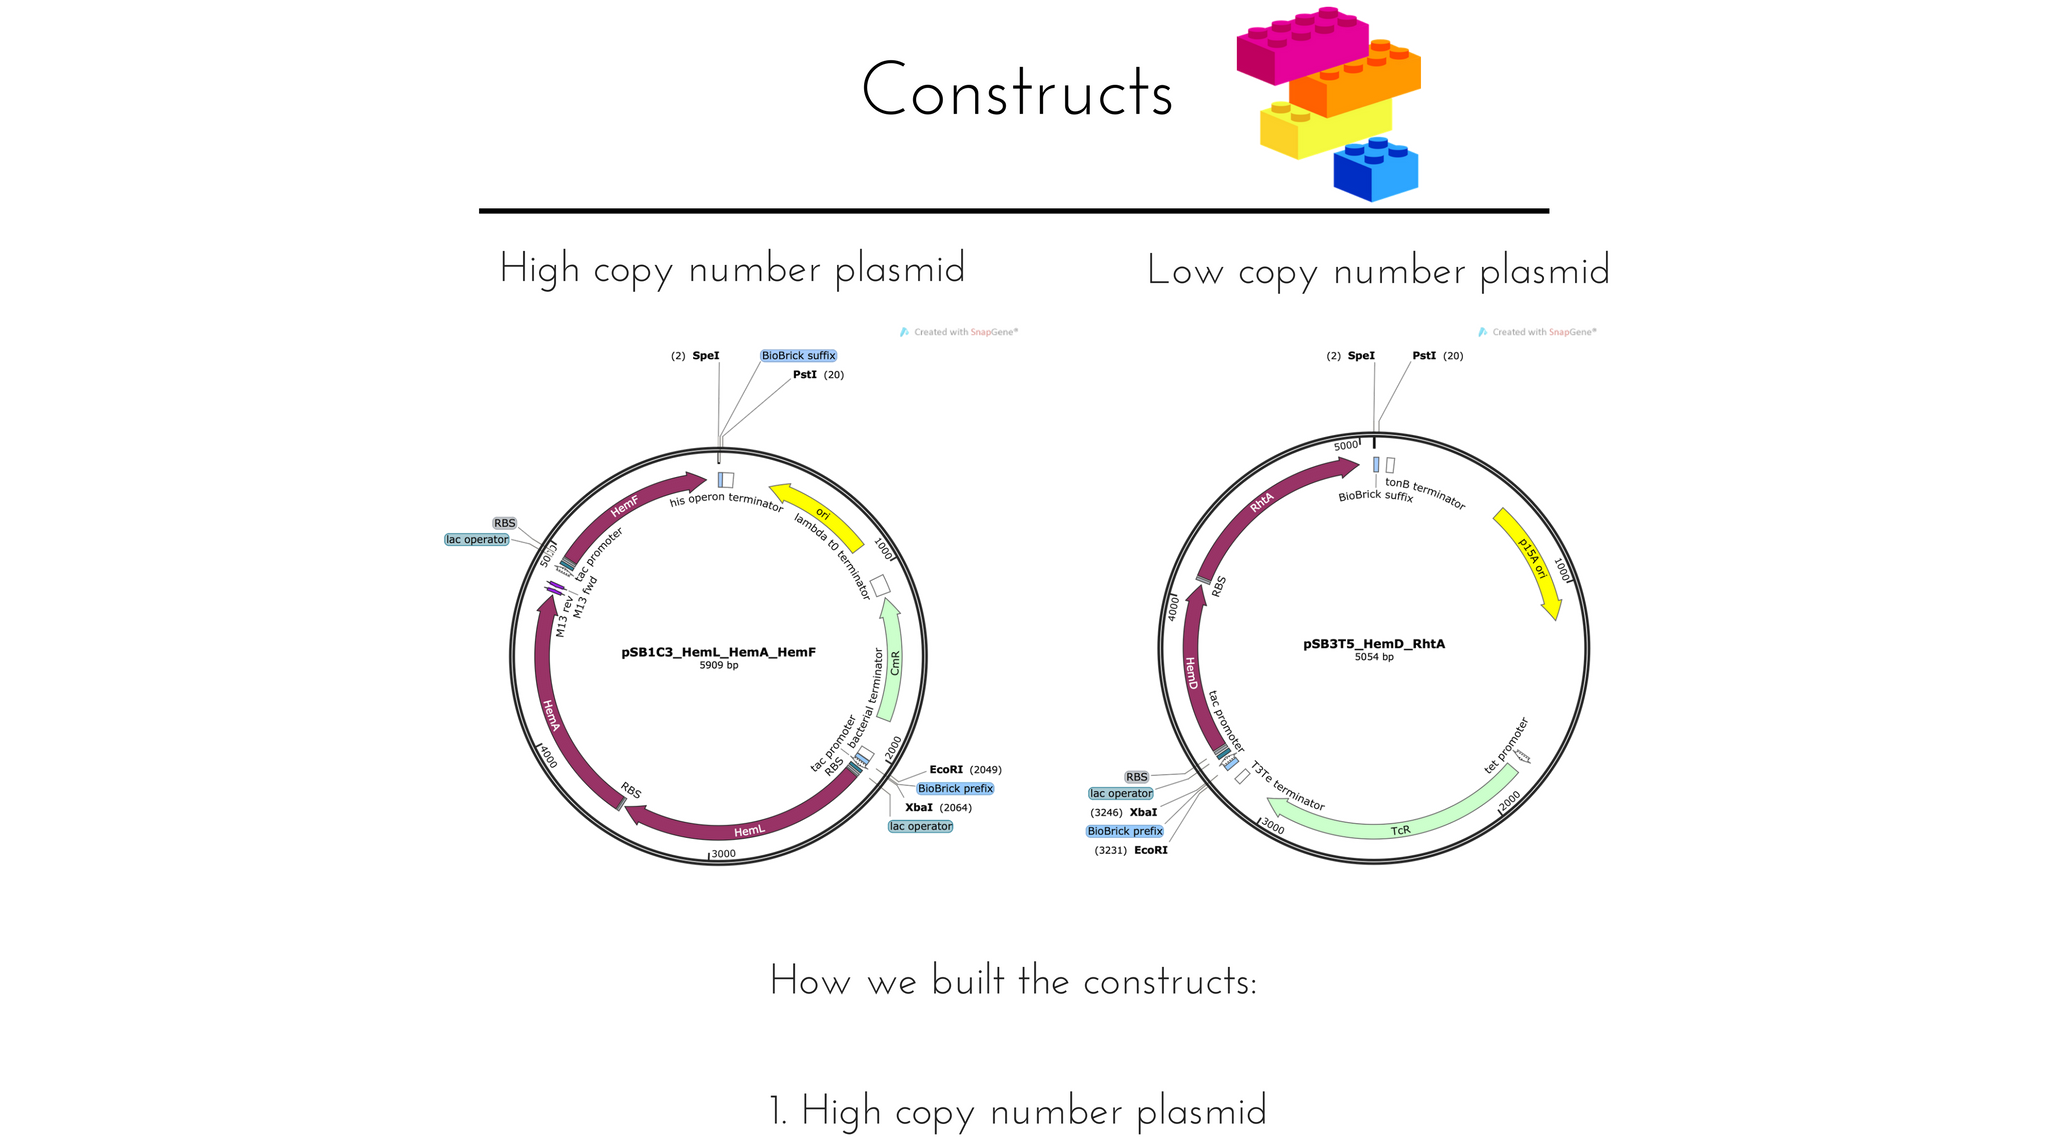 Constructs
High copy number plasmid
Low copy number plasmid
Created with SnapGene®
(2) SpeI
BioBrick suffix
PstI (20)
his operon terminator
ori
lambda t0 terminator
1000
CmR
bacterial terminator
2000
tac promoter
RBS
EcoRI (2049)
BioBrick prefix
XbaI (2064)
lac operator
HemL
3000
RBS
HemA
4000
M13 rev
M13 fwd
tac promoter
5000
lac operator
RBS
HemF
pSB1C3_HemL_HemA_HemF
5909 bp
Created with SnapGene®
(2) SpeI
PstI (20)
5000
tonB terminator
BioBrick suffix
p15A ori
1000
tet promoter
2000
TcR
3000
T3Te terminator
tac promoter
RBS
lac operator
(3246) XbaI
BioBrick prefix
(3231) EcoRI
HemD
4000
RBS
RhtA
pSB3T5_HemD_RhtA
5054 bp
How we built the constructs:
1. High copy number plasmid